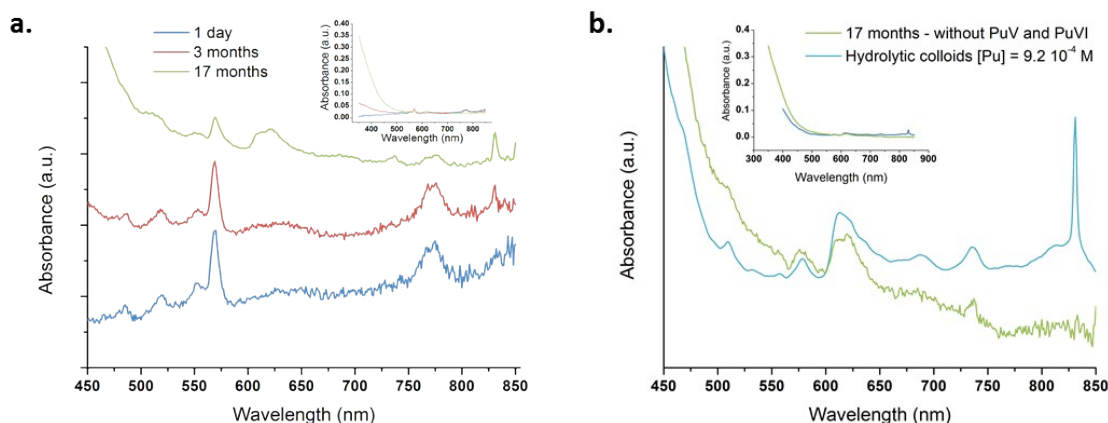 a.
1 day
3 months
17 months
Absorbance (a.u.)
0.40
0.35
0.30
0.25
0.20
0.15
0.10
0.05
0.00
400 500 600 700 800
Wavelength (nm)
Absorbance (a.u.)
450 500 550 600 650 700 750 800 850
Wavelength (nm)
b.
17 months - without PuV and PuVI
Hydrolytic colloids [Pu] = 9.2 10⁻⁴ M
Absorbance (a.u.)
0.4
0.3
0.2
0.1
0.0
300 400 500 600 700 800 900
Wavelength (nm)
Absorbance (a.u.)
450 500 550 600 650 700 750 800 850
Wavelength (nm)